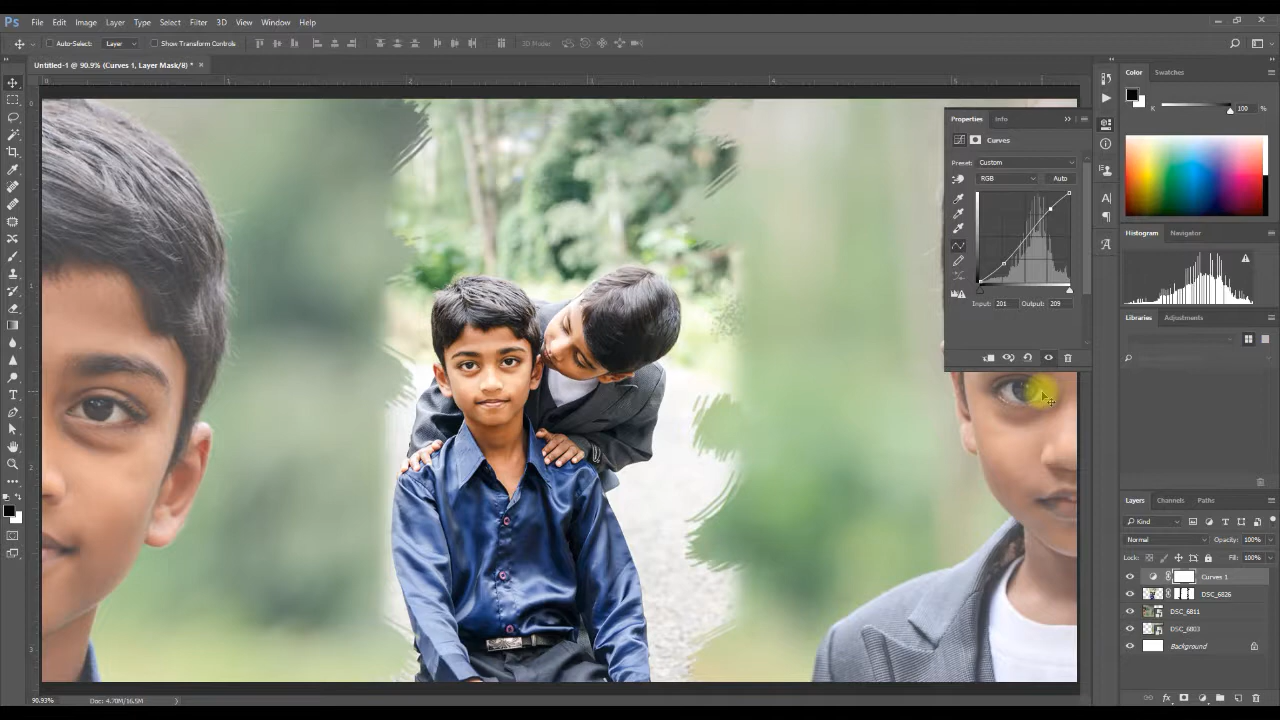 Ps File Edit Image Layer Type Select Filter 3D View Window Help
Auto-Select: Layer Show Transform Controls 3D Mode:
Untitled-1 @ 90.9% (Curves 1, Layer Mask/8) * ×
Color Swatches
K 100 %
Properties Info
Curves
Preset: Custom
RGB Auto
Input: 201 Output: 209
Histogram Navigator
Libraries Adjustments
Layers Channels Paths
Kind
Normal Opacity: 100%
Lock: Fill: 100%
Curves 1
DSC_6826
DSC_6811
DSC_6803
Background
90.93% Doc: 4.70M/16.5M